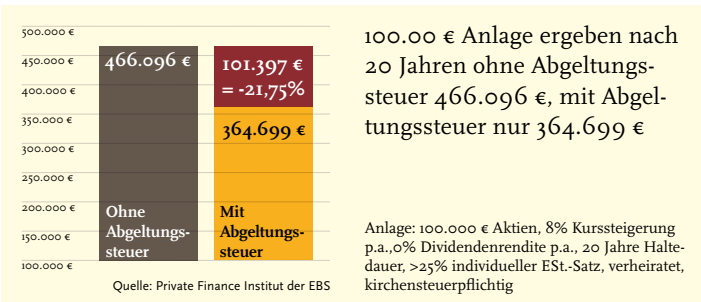 500.000 €
450.000 €
400.000 €
350.000 €
300.000 €
250.000 €
200.000 €
150.000 €
100.000 €
466.096 €
101.397 €
= -21,75%
364.699 €
Ohne
Abgeltungs-
steuer
Mit
Abgeltungs-
steuer
Quelle: Private Finance Institut der EBS
100.00 € Anlage ergeben nach
20 Jahren ohne Abgeltungs-
steuer 466.096 €, mit Abgel-
tungssteuer nur 364.699 €
Anlage: 100.000 € Aktien, 8% Kurssteigerung
p.a.,0% Dividendenrendite p.a., 20 Jahre Halte-
dauer, >25% individueller ESt.-Satz, verheiratet,
kirchensteuerpflichtig